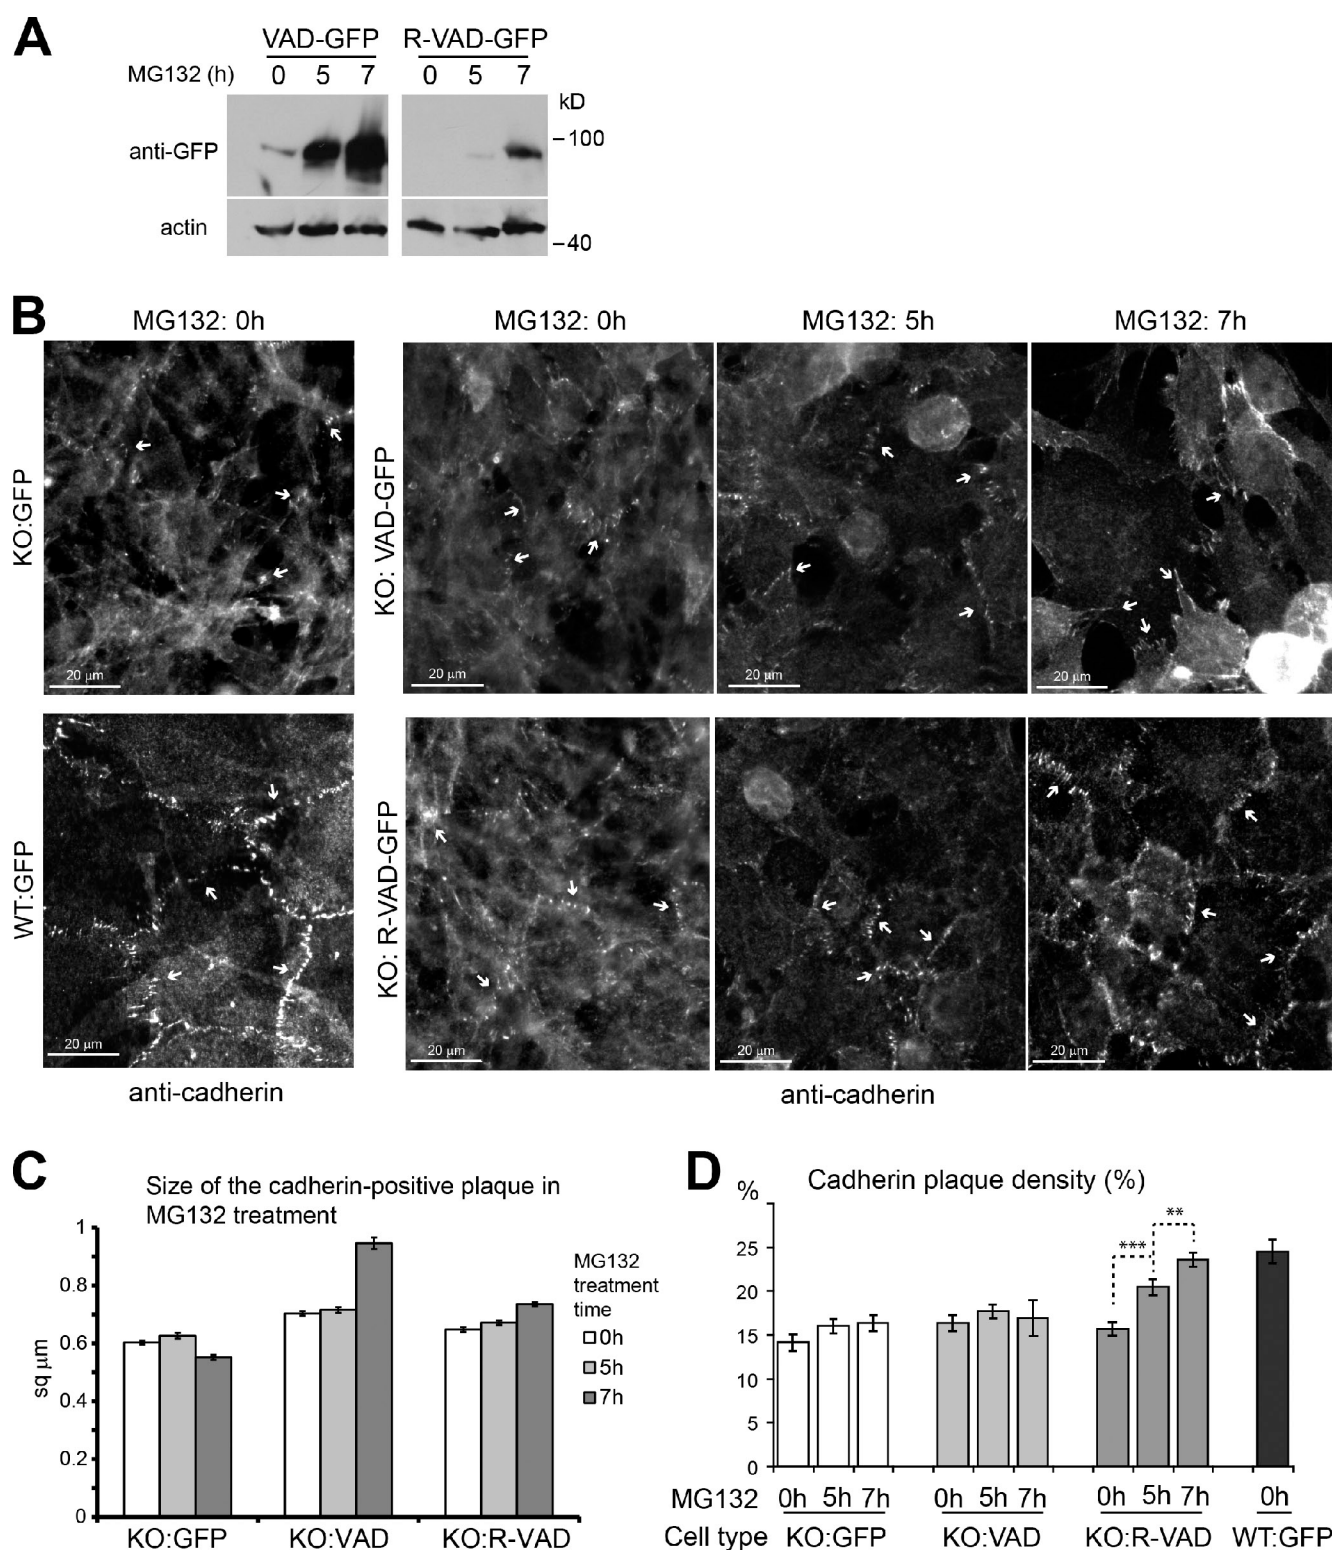 A
VAD-GFP R-VAD-GFP
MG132 (h) 0 5 7 0 5 7
kD
anti-GFP
–100
actin
–40
B
MG132: 0h MG132: 0h MG132: 5h MG132: 7h
KO:GFP
20 μm
KO: VAD-GFP
20 μm
20 μm
20 μm
WT:GFP
20 μm
KO: R-VAD-GFP
20 μm
20 μm
20 μm
anti-cadherin anti-cadherin
C
Size of the cadherin-positive plaque in
MG132 treatment
sq μm
1
0.8
0.6
0.4
0.2
0
MG132
treatment
time
0h
5h
7h
KO:GFP KO:VAD KO:R-VAD
D
Cadherin plaque density (%)
%
25
20
15
10
5
0
***
**
MG132 0h 5h 7h 0h 5h 7h 0h 5h 7h 0h
Cell type KO:GFP KO:VAD KO:R-VAD WT:GFP